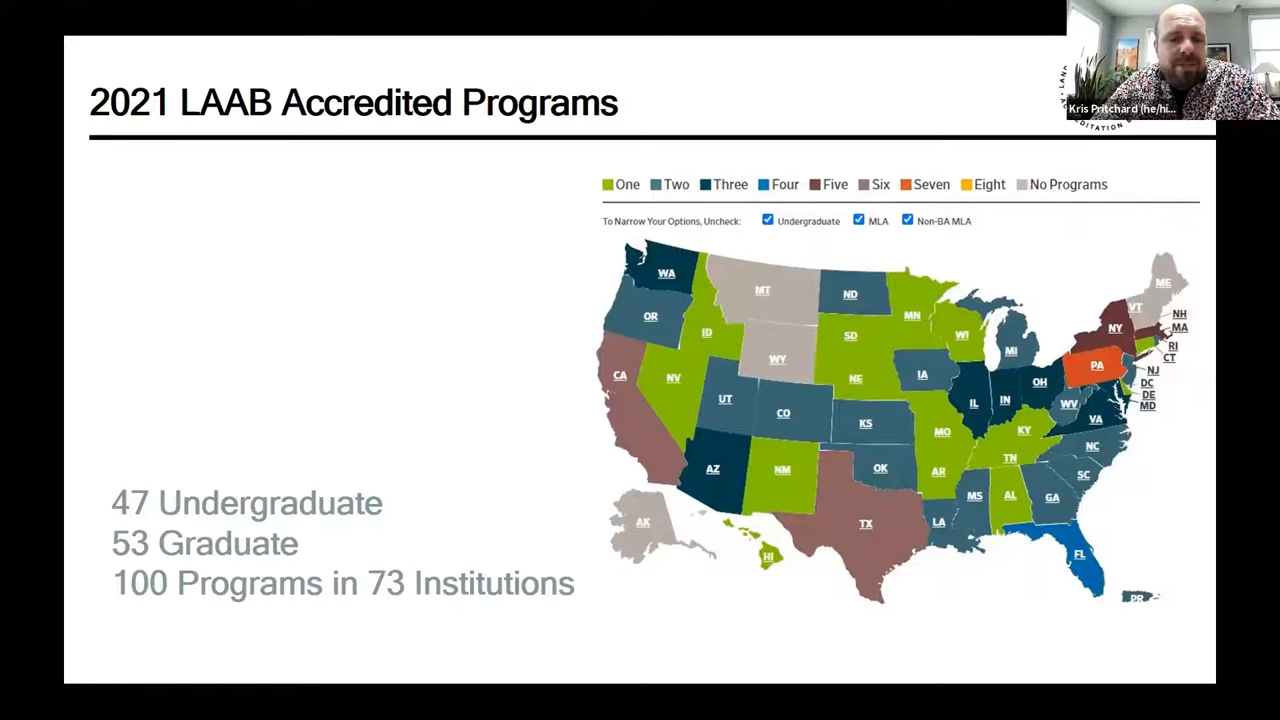 2021 LAAB Accredited Programs
Kris Pritchard (he/hi...
One Two Three Four Five Six Seven Eight No Programs
To Narrow Your Options, Uncheck: Undergraduate MLA Non-BA MLA
WA
MT
ND
MN
ME
VT
NH
MA
RI
CT
NJ
DC
DE
MD
OR
ID
SD
WI
MI
NY
WY
NE
IA
PA
CA
NV
UT
CO
KS
MO
IL
IN
OH
WV
VA
KY
AZ
NM
OK
AR
TN
NC
SC
TX
LA
MS
AL
GA
AK
HI
FL
PR
47 Undergraduate
53 Graduate
100 Programs in 73 Institutions